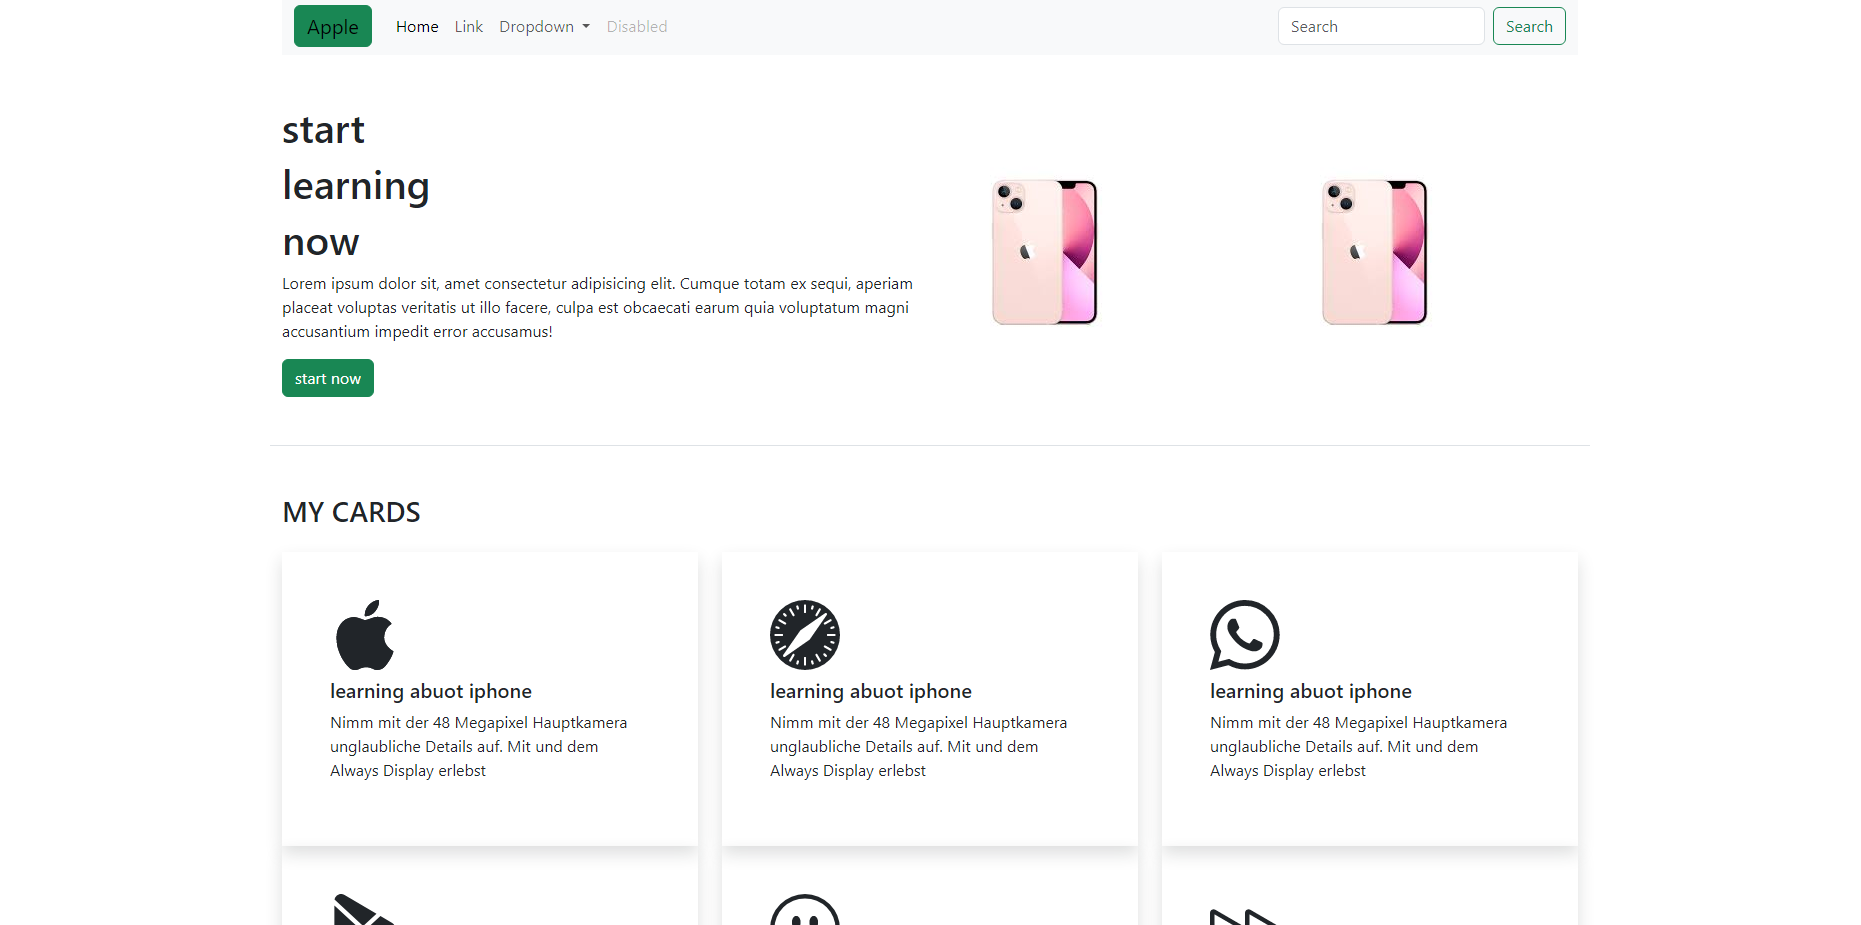 Apple
Home
Link
Dropdown
Disabled
Search
Search
start
learning
now
Lorem ipsum dolor sit, amet consectetur adipisicing elit. Cumque totam ex sequi, aperiam
placeat voluptas veritatis ut illo facere, culpa est obcaecati earum quia voluptatum magni
accusantium impedit error accusamus!
start now
MY CARDS
learning abuot iphone
Nimm mit der 48 Megapixel Hauptkamera
unglaubliche Details auf. Mit und dem
Always Display erlebst
learning abuot iphone
Nimm mit der 48 Megapixel Hauptkamera
unglaubliche Details auf. Mit und dem
Always Display erlebst
learning abuot iphone
Nimm mit der 48 Megapixel Hauptkamera
unglaubliche Details auf. Mit und dem
Always Display erlebst